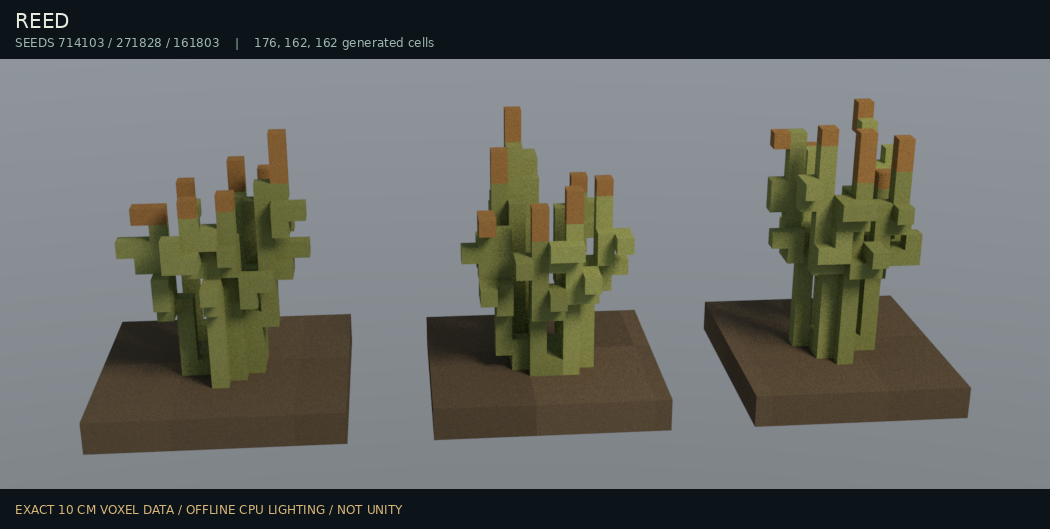 REED
SEEDS 714103 / 271828 / 161803 | 176, 162, 162 generated cells
EXACT 10 CM VOXEL DATA / OFFLINE CPU LIGHTING / NOT UNITY